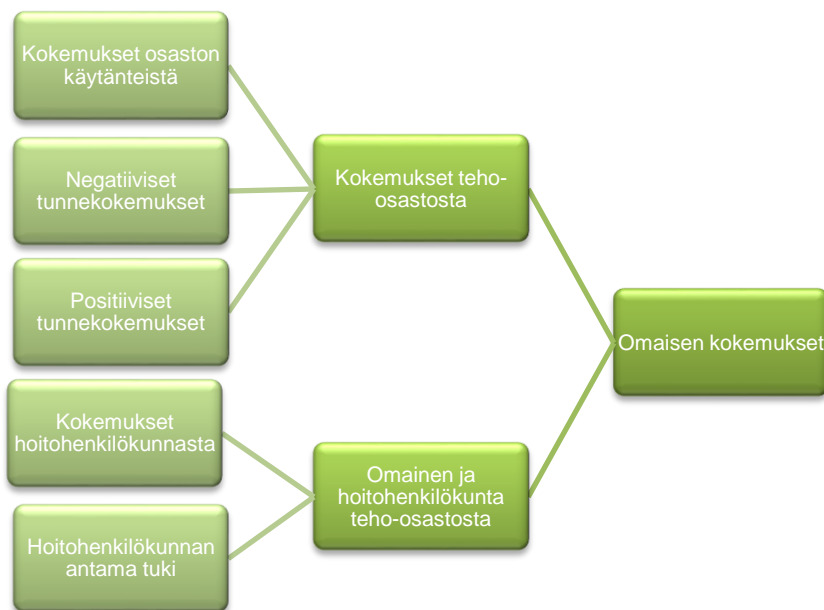 Kokemukset osaston
käytänteistä
Negatiiviset
tunnekokemukset
Positiiviset
tunnekokemukset
Kokemukset
hoitohenkilökunnasta
Hoitohenkilökunnan
antama tuki
Kokemukset teho-
osastosta
Omainen ja
hoitohenkilökunta
teho-osastosta
Omaisen kokemukset